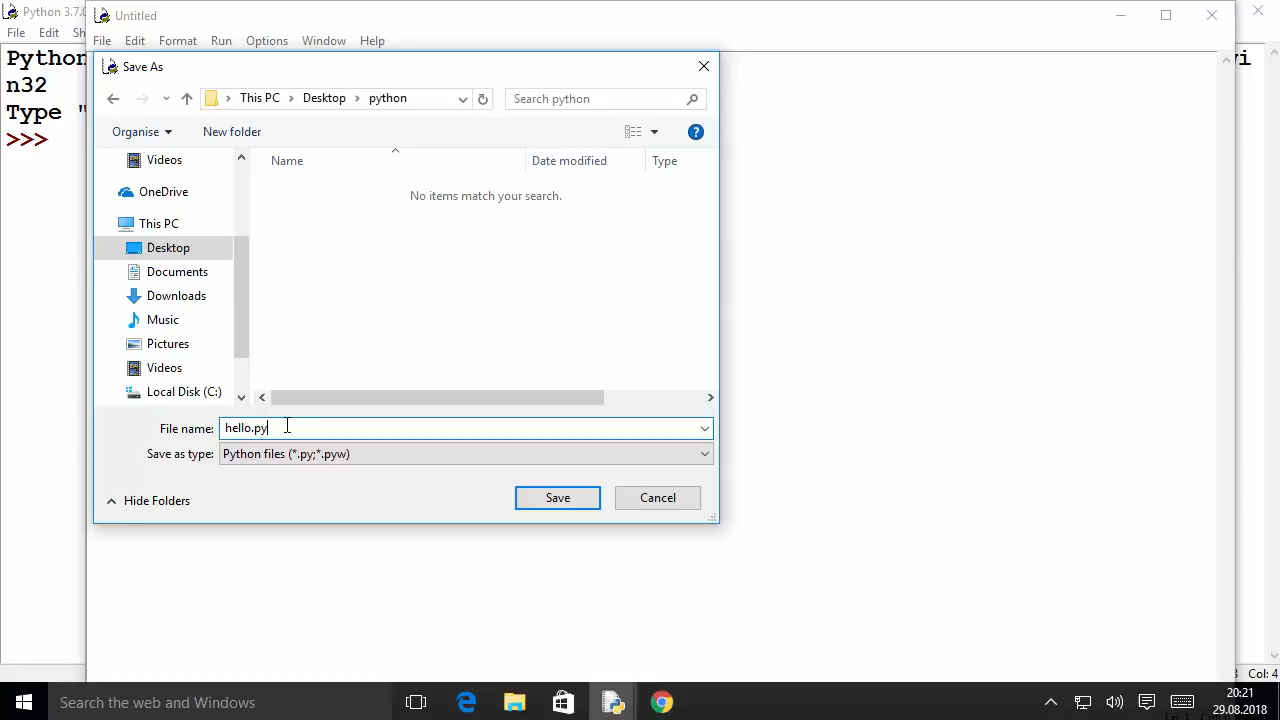 Python 3.7.0
File Edit Sh
Python
n32
Type "
>>>
Untitled
File Edit Format Run Options Window Help
Save As
This PC > Desktop > python
Search python
Organise New folder
Name Date modified Type
No items match your search.
Videos
OneDrive
This PC
Desktop
Documents
Downloads
Music
Pictures
Videos
Local Disk (C:)
File name: hello.py
Save as type: Python files (*.py;*.pyw)
Hide Folders Save Cancel
Col: 4
Search the web and Windows
20:21
29.08.2018